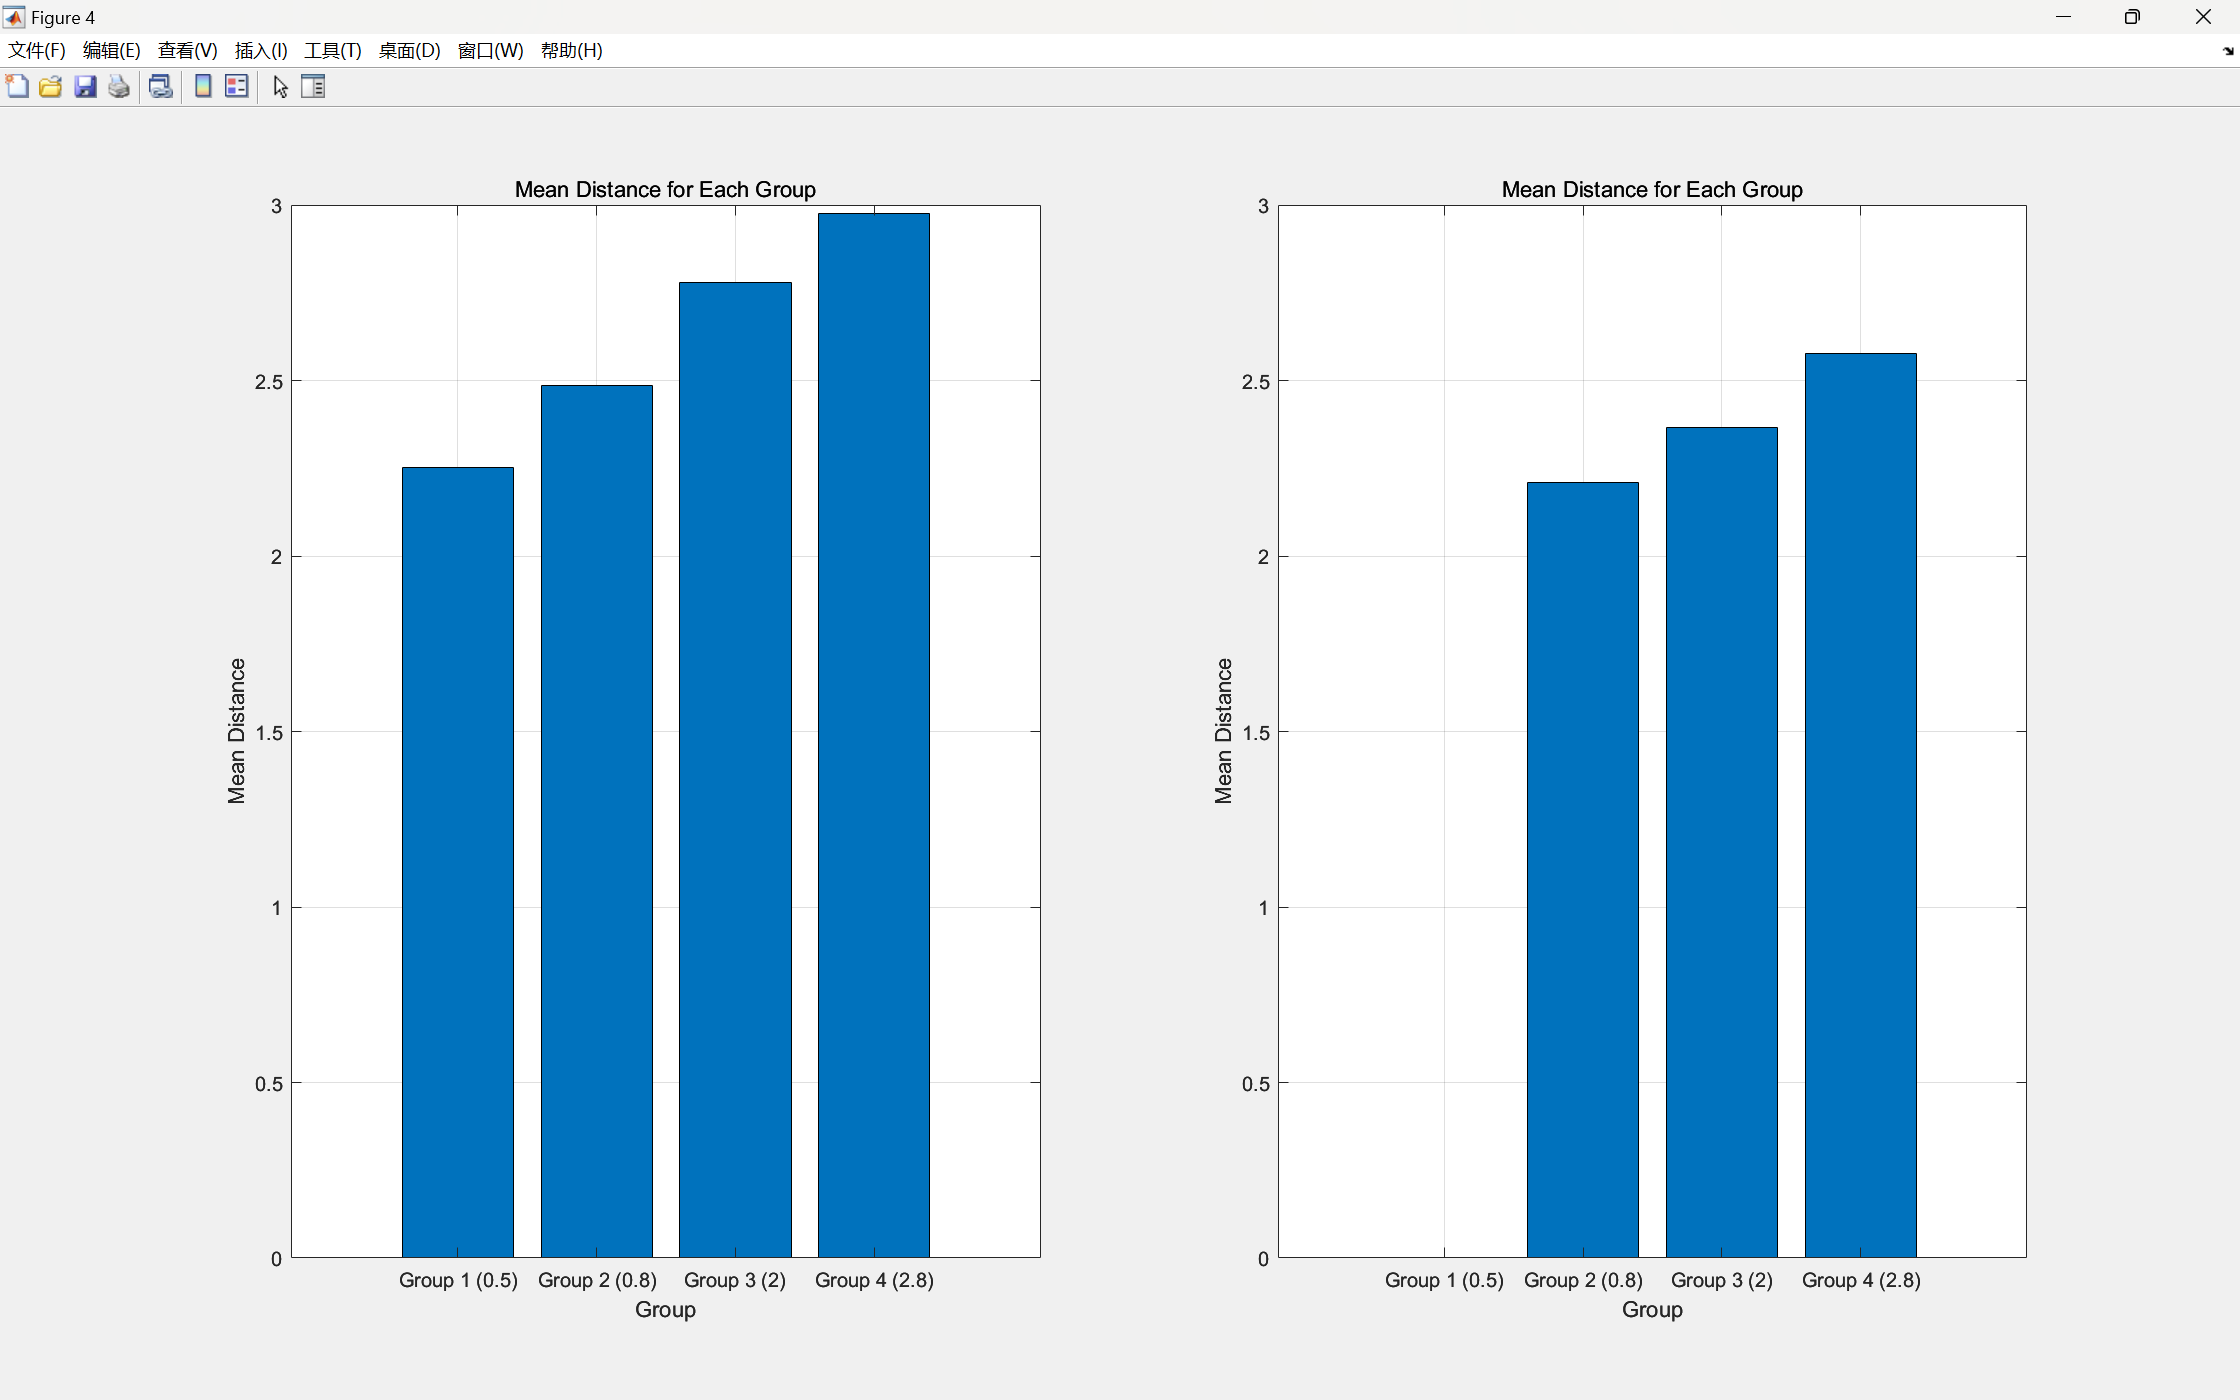 Figure 4
文件(F) 编辑(E) 查看(V) 插入(I) 工具(T) 桌面(D) 窗口(W) 帮助(H)
Mean Distance for Each Group
3
2.5
2
1.5
1
0.5
0
Mean Distance
Group 1 (0.5) Group 2 (0.8) Group 3 (2) Group 4 (2.8)
Group
Mean Distance for Each Group
3
2.5
2
1.5
1
0.5
0
Mean Distance
Group 1 (0.5) Group 2 (0.8) Group 3 (2) Group 4 (2.8)
Group